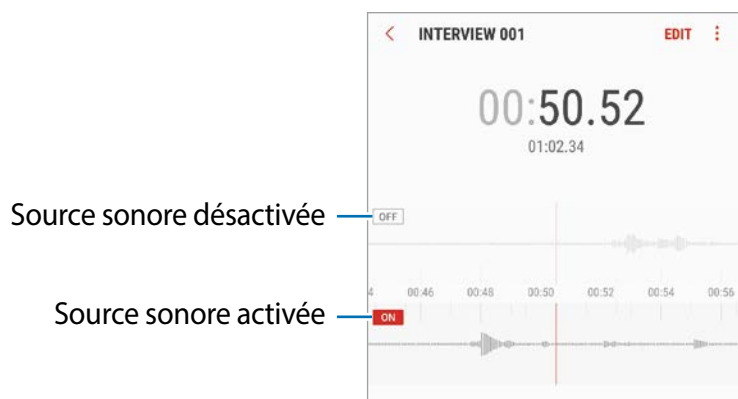 INTERVIEW 001 EDIT
00:50.52
01:02.34
Source sonore désactivée
OFF
4 00:46 00:48 00:50 00:52 00:54 00:56
Source sonore activée
ON